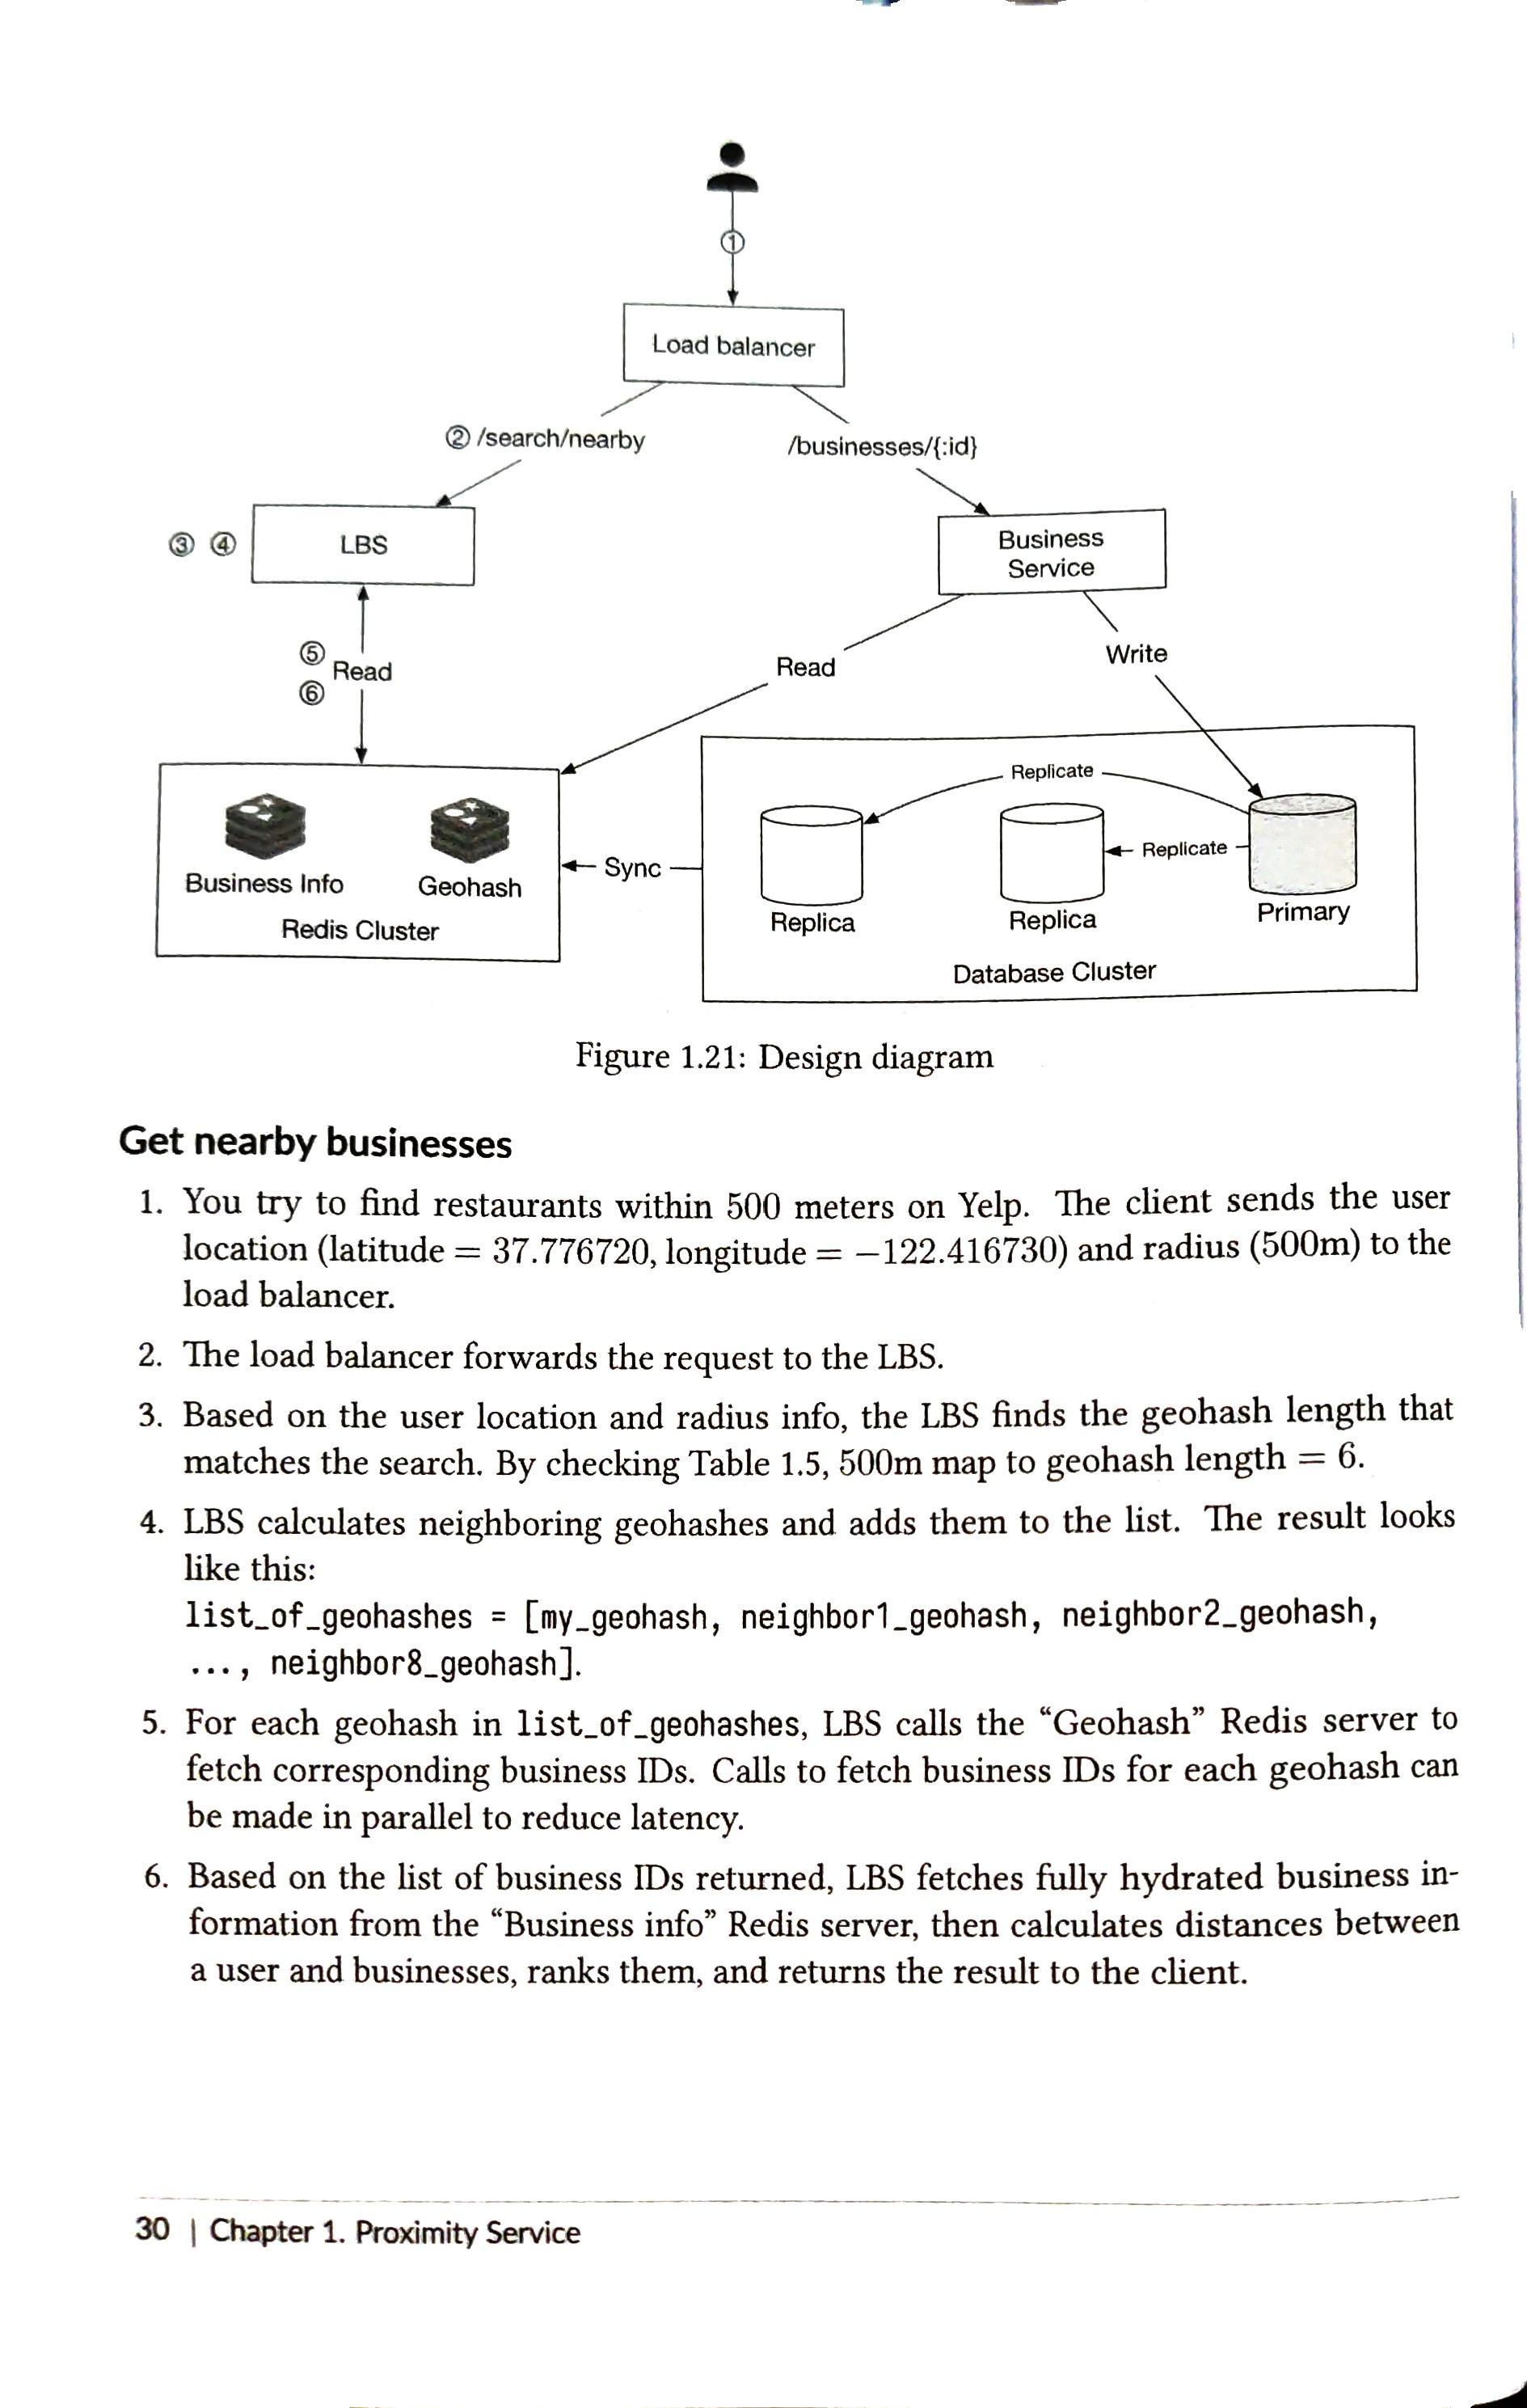 ①
Load balancer
② /search/nearby
/businesses/{:id}
③ ④
LBS
Business
Service
⑤
Read
⑥
Read
Write
Replicate
Replicate
Business Info
Geohash
Redis Cluster
Sync
Replica
Replica
Primary
Database Cluster
Figure 1.21: Design diagram
Get nearby businesses
1. You try to find restaurants within 500 meters on Yelp. The client sends the user
location (latitude = 37.776720, longitude = −122.416730) and radius (500m) to the
load balancer.
2. The load balancer forwards the request to the LBS.
3. Based on the user location and radius info, the LBS finds the geohash length that
matches the search. By checking Table 1.5, 500m map to geohash length = 6.
4. LBS calculates neighboring geohashes and adds them to the list. The result looks
like this:
list_of_geohashes = [my_geohash, neighbor1_geohash, neighbor2_geohash,
..., neighbor8_geohash].
5. For each geohash in list_of_geohashes, LBS calls the “Geohash” Redis server to
fetch corresponding business IDs. Calls to fetch business IDs for each geohash can
be made in parallel to reduce latency.
6. Based on the list of business IDs returned, LBS fetches fully hydrated business in-
formation from the “Business info” Redis server, then calculates distances between
a user and businesses, ranks them, and returns the result to the client.
30 | Chapter 1. Proximity Service